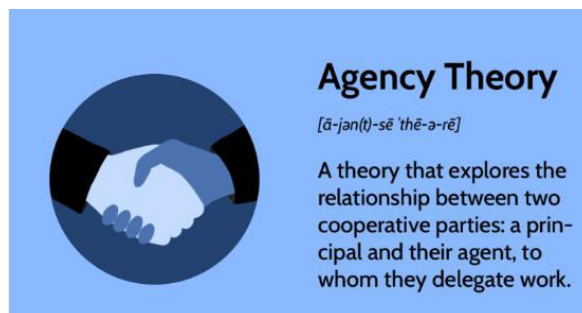 Agency Theory
[ā-jən(t)-sē ˈthē-ə-rē]
A theory that explores the
relationship between two
cooperative parties: a prin-
cipal and their agent, to
whom they delegate work.